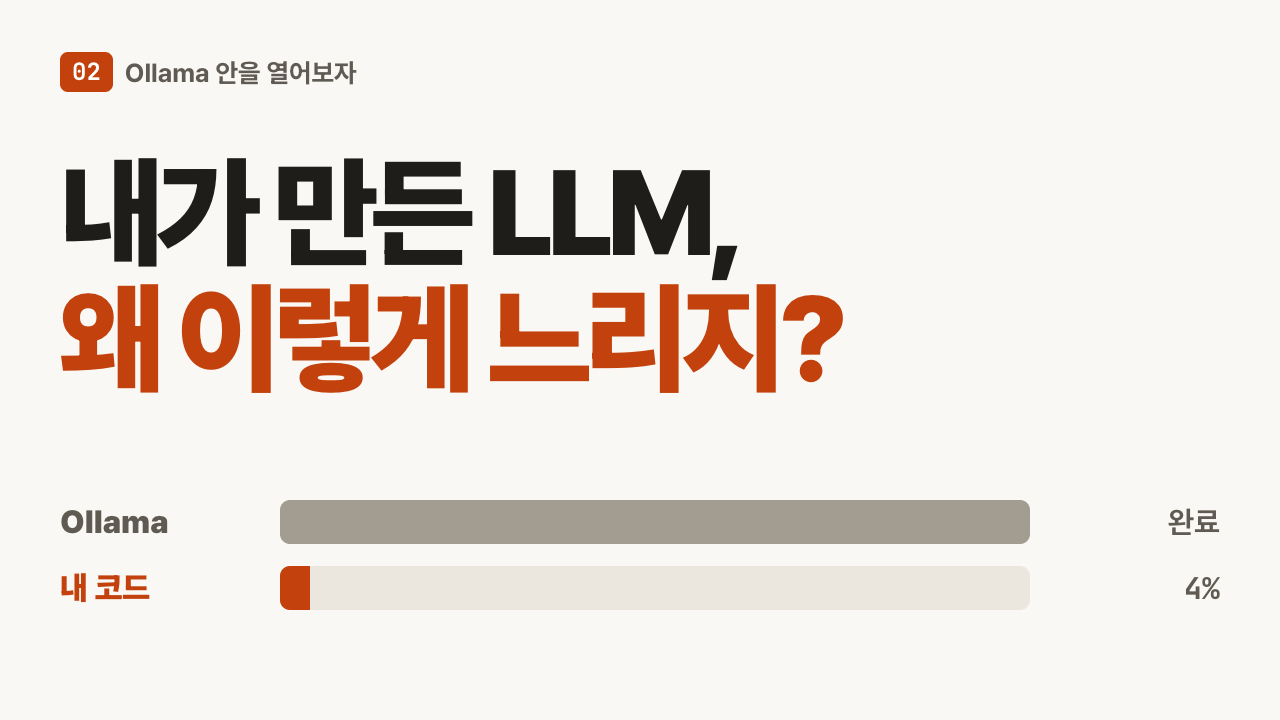 02 Ollama 안을 열어보자
내가 만든 LLM,
왜 이렇게 느리지?
Ollama 완료
내 코드 4%